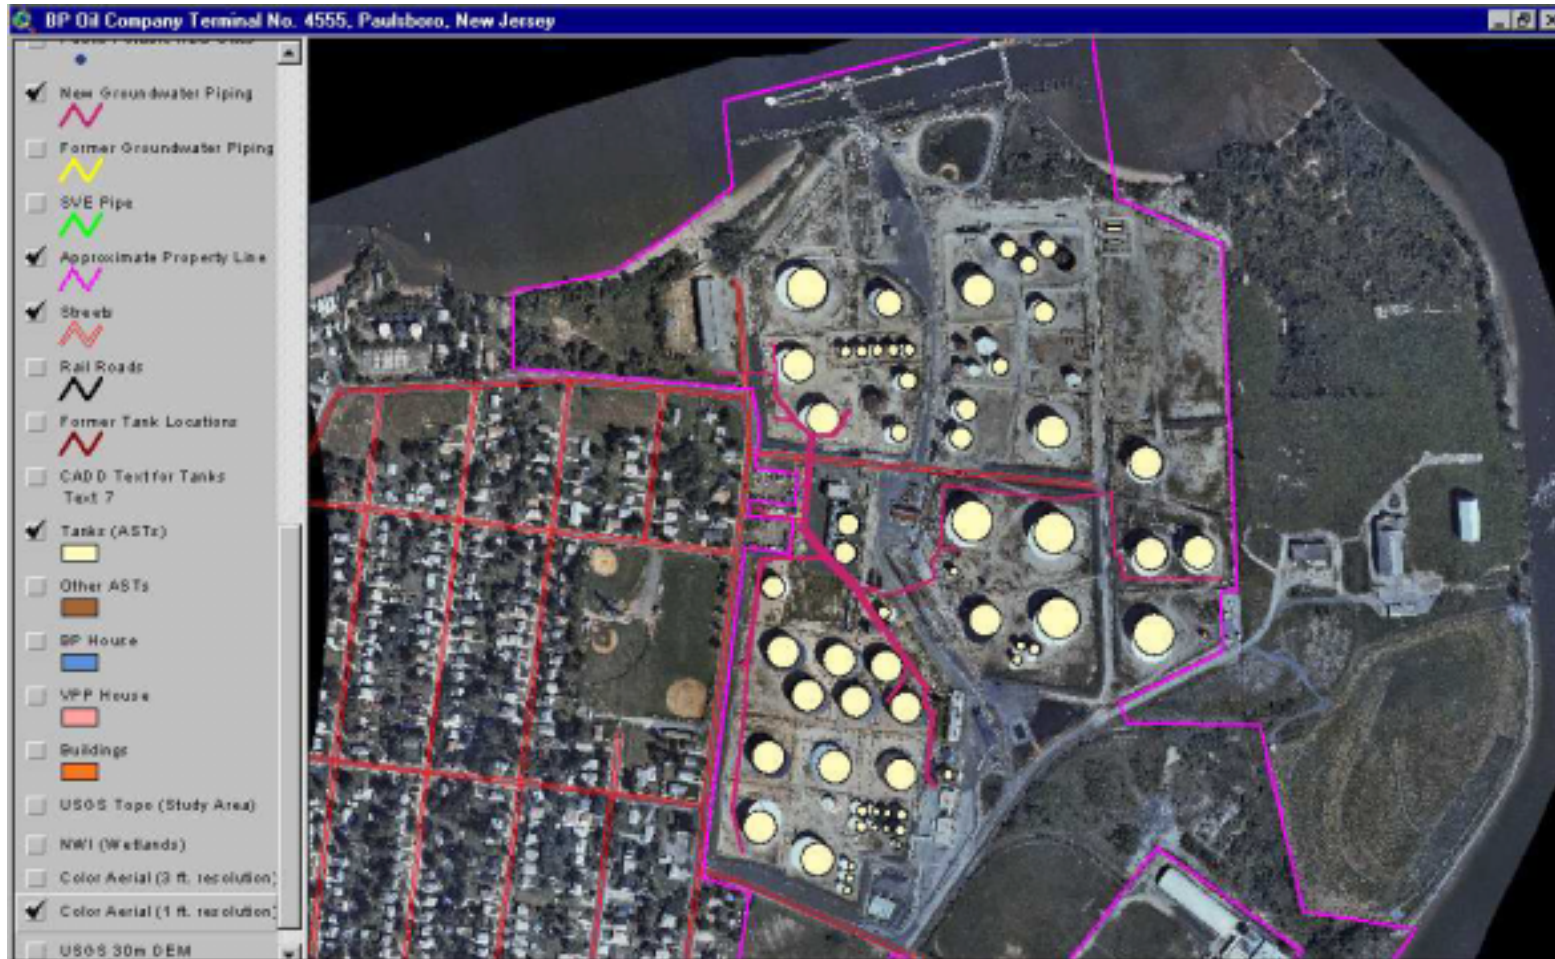 BP Oil Company Terminal No. 4555, Paulsboro, New Jersey
New Groundwater Piping
Former Groundwater Piping
SVE Pipe
Approximate Property Line
Streets
Rail Roads
Former Tank Locations
CADD Text for Tanks
Text 7
Tanks (ASTs)
Other ASTs
BP House
VPP House
Buildings
USGS Topo (Study Area)
NWI (Wetlands)
Color Aerial (3 ft. resolution)
Color Aerial (1 ft. resolution)
USGS 30m DEM